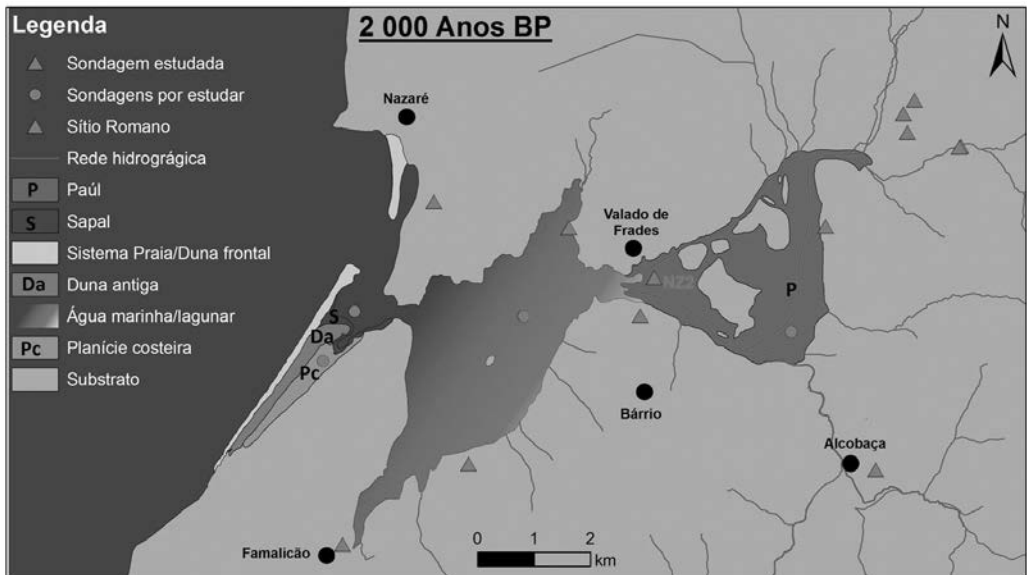 Legenda
Sondagem estudada
Sondagens por estudar
Sítio Romano
Rede hidrográgica
P Paúl
S Sapal
Sistema Praia/Duna frontal
Da Duna antiga
Água marinha/lagunar
Pc Planície costeira
Substrato
2 000 Anos BP
N
Nazaré
Valado de
Frades
NZ2
P
S
Da
Pc
Bárrio
Alcobaça
Famalicão
0 1 2
km